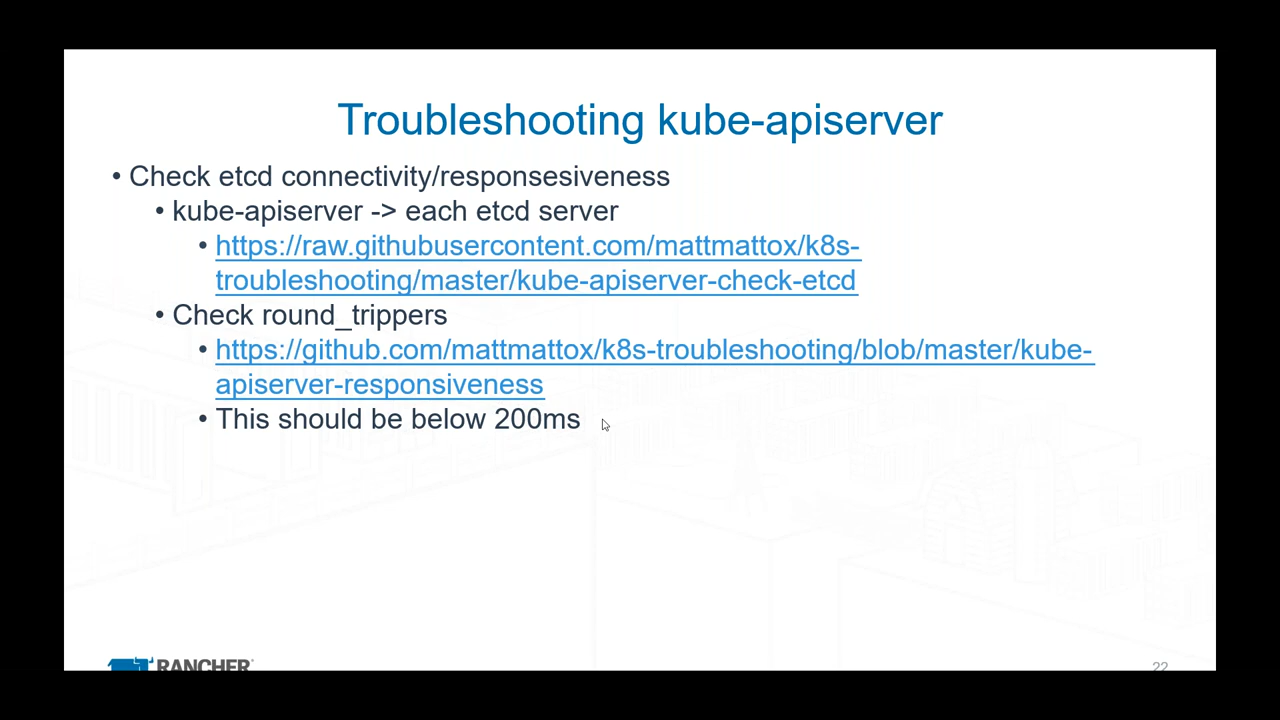 Troubleshooting kube-apiserver
• Check etcd connectivity/responsesiveness
• kube-apiserver -> each etcd server
• https://raw.githubusercontent.com/mattmattox/k8s-
troubleshooting/master/kube-apiserver-check-etcd
• Check round_trippers
• https://github.com/mattmattox/k8s-troubleshooting/blob/master/kube-
apiserver-responsiveness
• This should be below 200ms
RANCHER
22